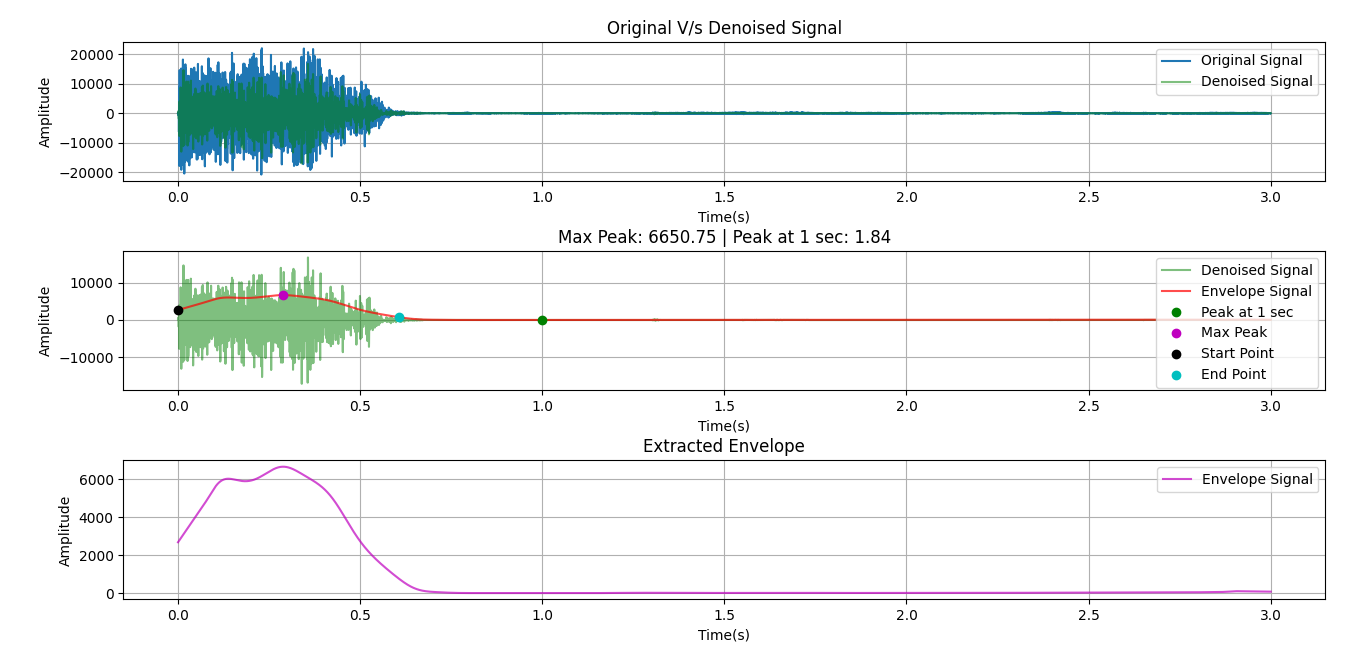 Original V/s Denoised Signal
Amplitude
20000
10000
0
−10000
−20000
Original Signal
Denoised Signal
0.0 0.5 1.0 1.5 2.0 2.5 3.0
Time(s)
Max Peak: 6650.75 | Peak at 1 sec: 1.84
Amplitude
10000
0
−10000
Denoised Signal
Envelope Signal
Peak at 1 sec
Max Peak
Start Point
End Point
0.0 0.5 1.0 1.5 2.0 2.5 3.0
Time(s)
Extracted Envelope
Amplitude
6000
4000
2000
0
Envelope Signal
0.0 0.5 1.0 1.5 2.0 2.5 3.0
Time(s)